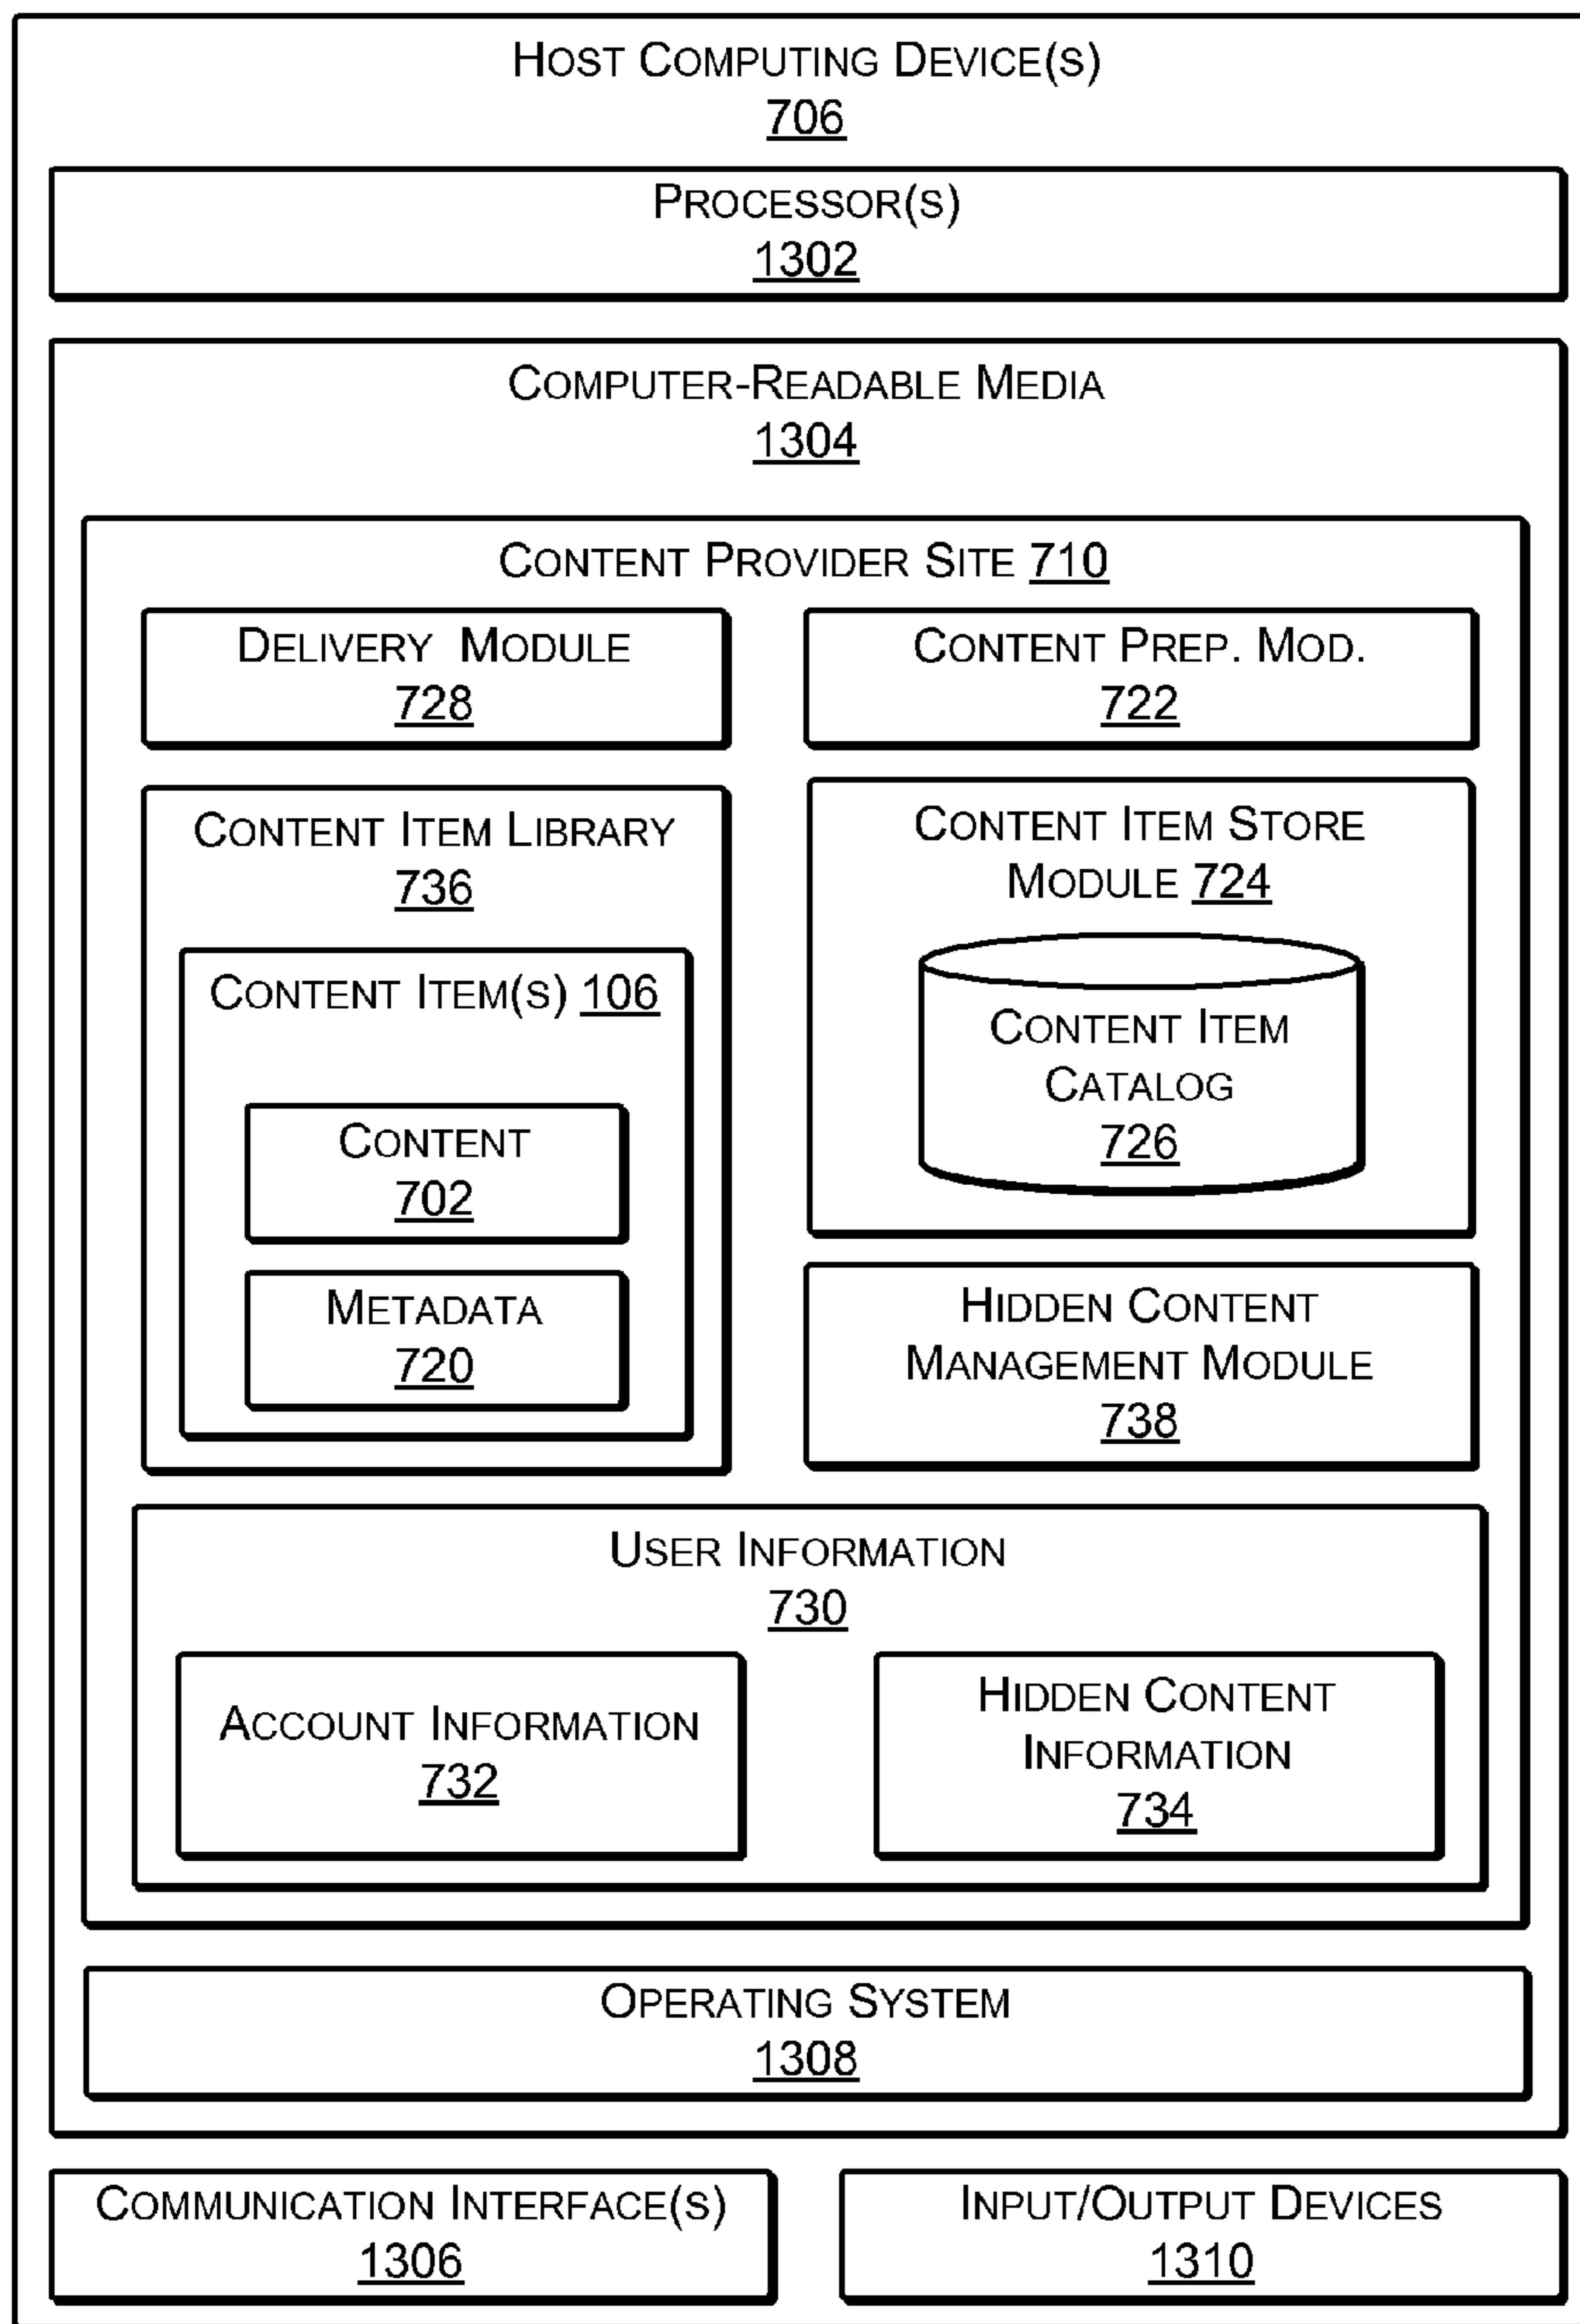 HOST COMPUTING DEVICE(S)
706
PROCESSOR(S)
1302
COMPUTER-READABLE MEDIA
1304
CONTENT PROVIDER SITE 710
DELIVERY MODULE
728
CONTENT PREP. MOD.
722
CONTENT ITEM LIBRARY
736
CONTENT ITEM(S) 106
CONTENT
702
METADATA
720
CONTENT ITEM STORE
MODULE 724
CONTENT ITEM
CATALOG
726
HIDDEN CONTENT
MANAGEMENT MODULE
738
USER INFORMATION
730
ACCOUNT INFORMATION
732
HIDDEN CONTENT
INFORMATION
734
OPERATING SYSTEM
1308
COMMUNICATION INTERFACE(S)
1306
INPUT/OUTPUT DEVICES
1310